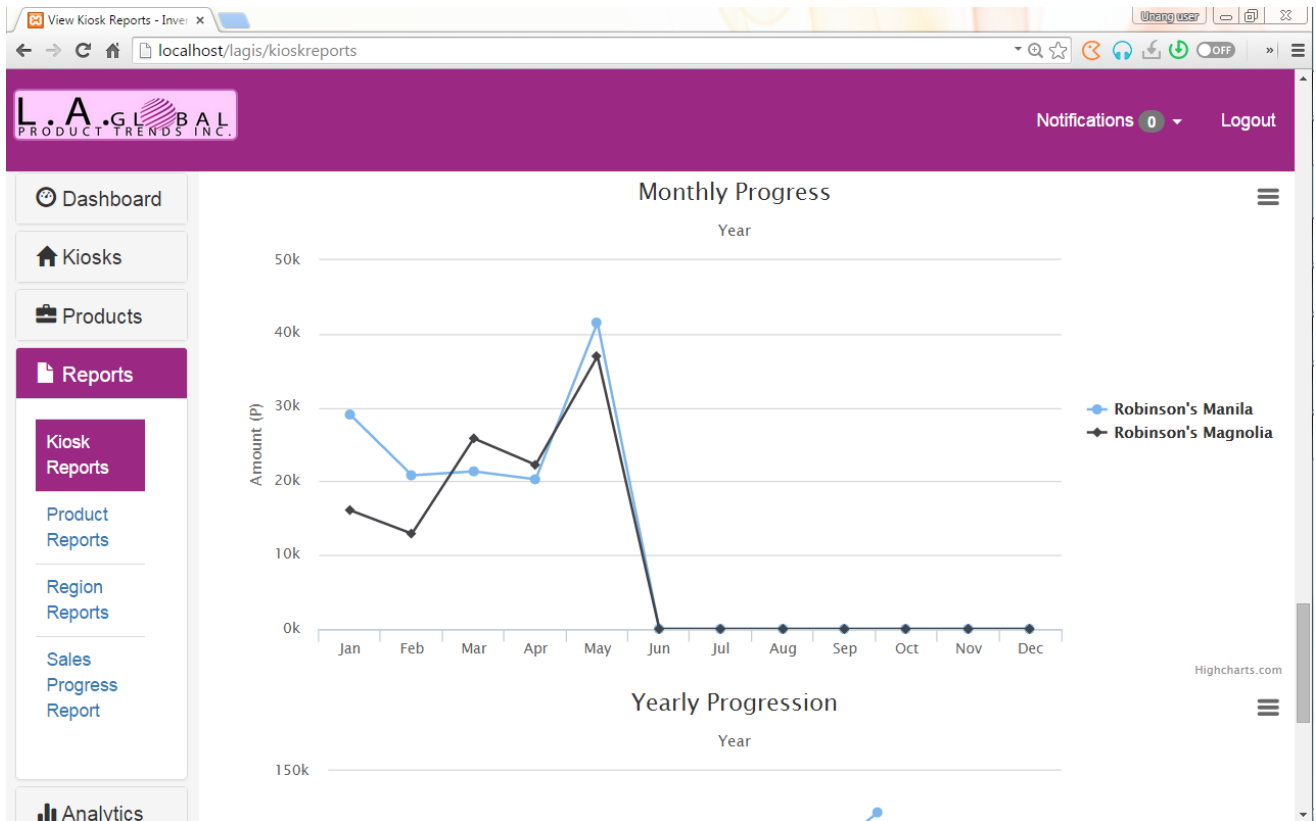 View Kiosk Reports - Inver
Unang user
localhost/lagis/kioskreports
OFF
L.A.GLOBAL
PRODUCT TRENDS INC.
Notifications 0
Logout
Dashboard
Kiosks
Products
Reports
Kiosk
Reports
Product
Reports
Region
Reports
Sales
Progress
Report
Analytics
Monthly Progress
Year
50k
40k
30k
20k
10k
0k
Amount (P)
Jan Feb Mar Apr May Jun Jul Aug Sep Oct Nov Dec
Robinson's Manila
Robinson's Magnolia
Highcharts.com
Yearly Progression
Year
150k